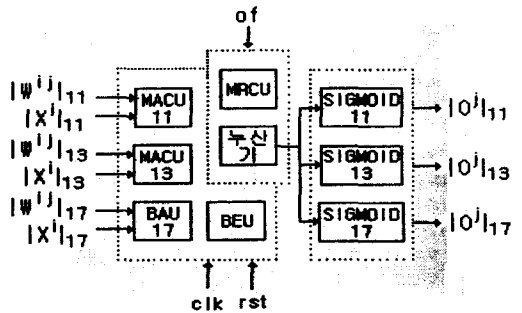 of
|W^ij|11
|X^i|11
|W^ij|13
|X^i|13
|W^ij|17
|X^i|17
MACU
11
MACU
13
BAU
17
MRCU
누산
기
BEU
SIGMOID
11
SIGMOID
13
SIGMOID
17
|O^j|11
|O^j|13
|O^j|17
clk rst